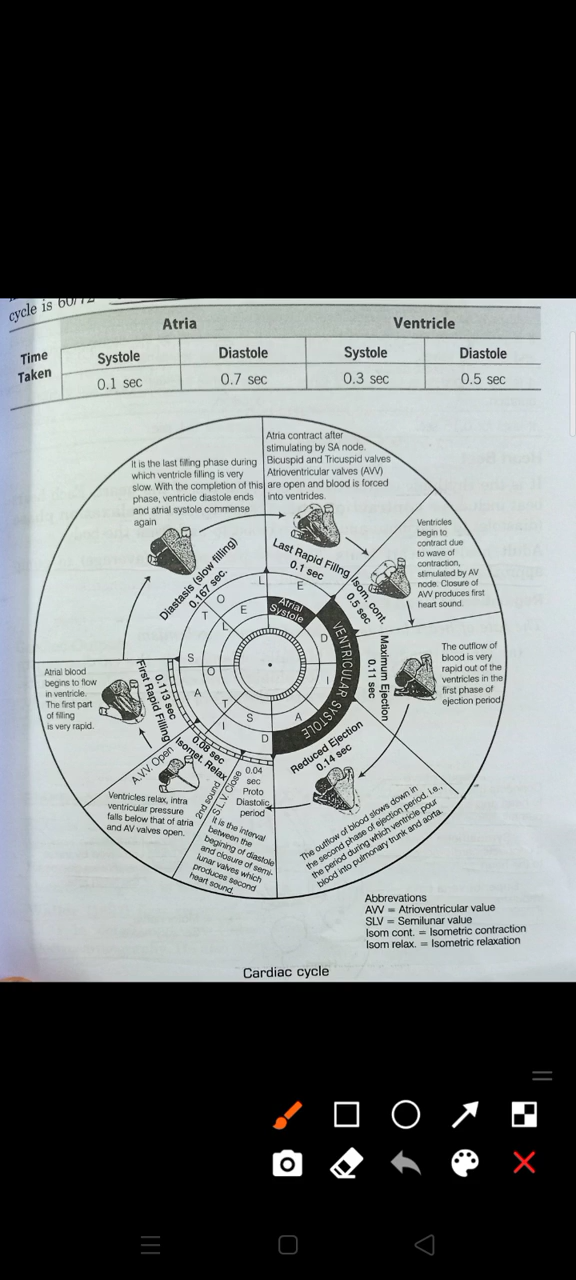 cycle is 60/72
Atria
Ventricle
Time
Taken
Systole
Diastole
Systole
Diastole
0.1 sec
0.7 sec
0.3 sec
0.5 sec
Atria contract after
stimulating by SA node.
Bicuspid and Tricuspid valves
Atrioventricular valves (AVV)
are open and blood is forced
into ventrides.
It is the last filling phase during
which ventricle filling is very
slow. With the completion of this
phase, ventricle diastole ends
and atrial systole commense
again
Ventricles
begin to
contract due
to wave of
contraction,
stimulated by AV
node. Closure of
AVV produces first
heart sound.
Last Rapid Fillng
0.1 sec
Isom. cont.
0.5 sec
Diastasis (slow filling)
0.167 sec.
Atrial
Systole
VENTRICULAR SYSTOLE
DIASTOLE
DIASTOLE
Maximum Ejection
0.11 sec
The outflow of
blood is very
rapid out of the
ventricles in the
first phase of
ejection period
Atrial blood
begins to flow
in ventricle.
The first part
of filling
is very rapid.
First Rapid Filling
0.113 sec
Reduced Ejection
0.14 sec
The outflow of blood slows down in
the second phase of ejection period, i.e.,
the period during which ventricle pour
blood into pulmonary trunk and aorta.
A.VV. Open
Isomet. Relax
0.08 sec
Ventricles relax, intra
ventricular pressure
falls below that of atria
and AV valves open.
2nd sound
S.L.V. Close
0.04
sec
Proto
Diastolic
period
It is the interval
between the
begining of diastole
and closure of semi-
lunar valves which
produces second
heart sound
Abbrevations
AVV = Atrioventricular value
SLV = Semilunar value
Isom cont. = Isometric contraction
Isom relax. = Isometric relaxation
Cardiac cycle